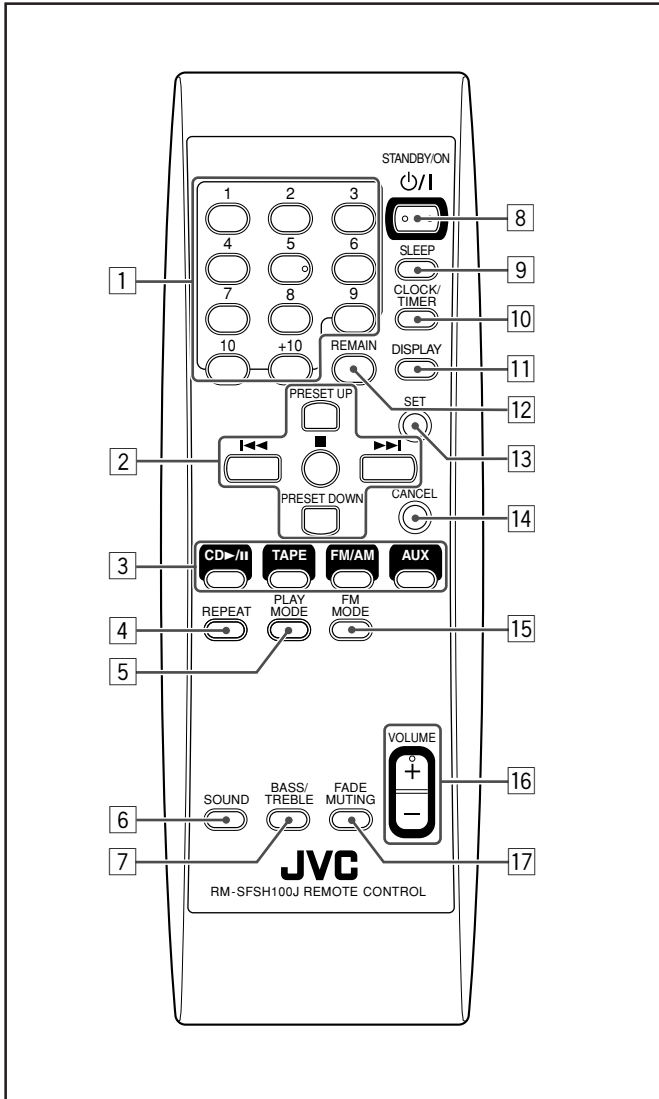 STANDBY/ON
⏻/I
1 2 3
8
4 5 6
SLEEP
9
1
7 8 9
CLOCK/
TIMER
10
10 +10
REMAIN
DISPLAY
11
12
PRESET UP
SET
13
2
PRESET DOWN
CANCEL
14
3
CD►/II TAPE FM/AM AUX
REPEAT
PLAY
MODE
FM
MODE
4
15
5
VOLUME
+
16
–
SOUND
BASS/
TREBLE
FADE
MUTING
6
7
17
JVC
RM-SFSH100J REMOTE CONTROL